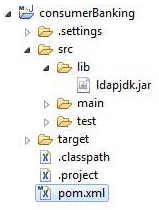 consumerBanking
.settings
src
lib
ldapjdk.jar
main
test
target
.classpath
.project
pom.xml